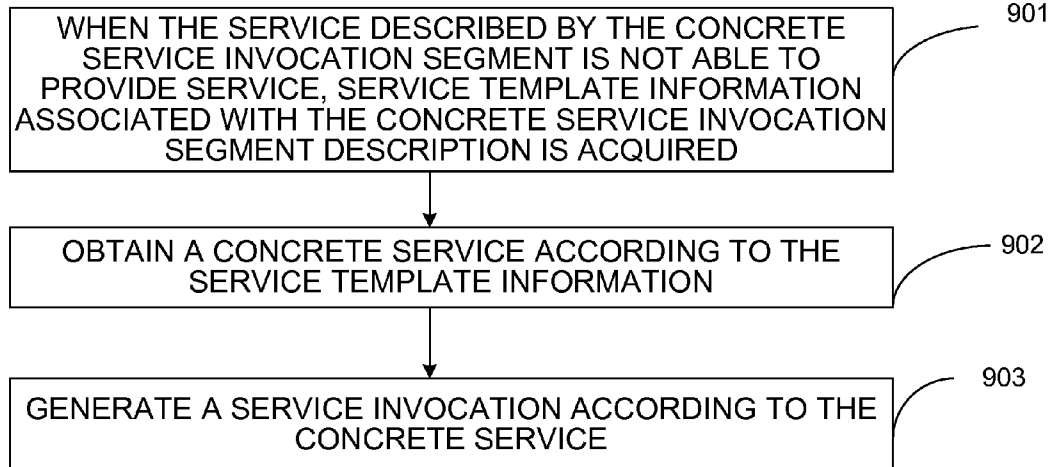 WHEN THE SERVICE DESCRIBED BY THE CONCRETE
SERVICE INVOCATION SEGMENT IS NOT ABLE TO
PROVIDE SERVICE, SERVICE TEMPLATE INFORMATION
ASSOCIATED WITH THE CONCRETE SERVICE INVOCATION
SEGMENT DESCRIPTION IS ACQUIRED
901
OBTAIN A CONCRETE SERVICE ACCORDING TO THE
SERVICE TEMPLATE INFORMATION
902
GENERATE A SERVICE INVOCATION ACCORDING TO THE
CONCRETE SERVICE
903